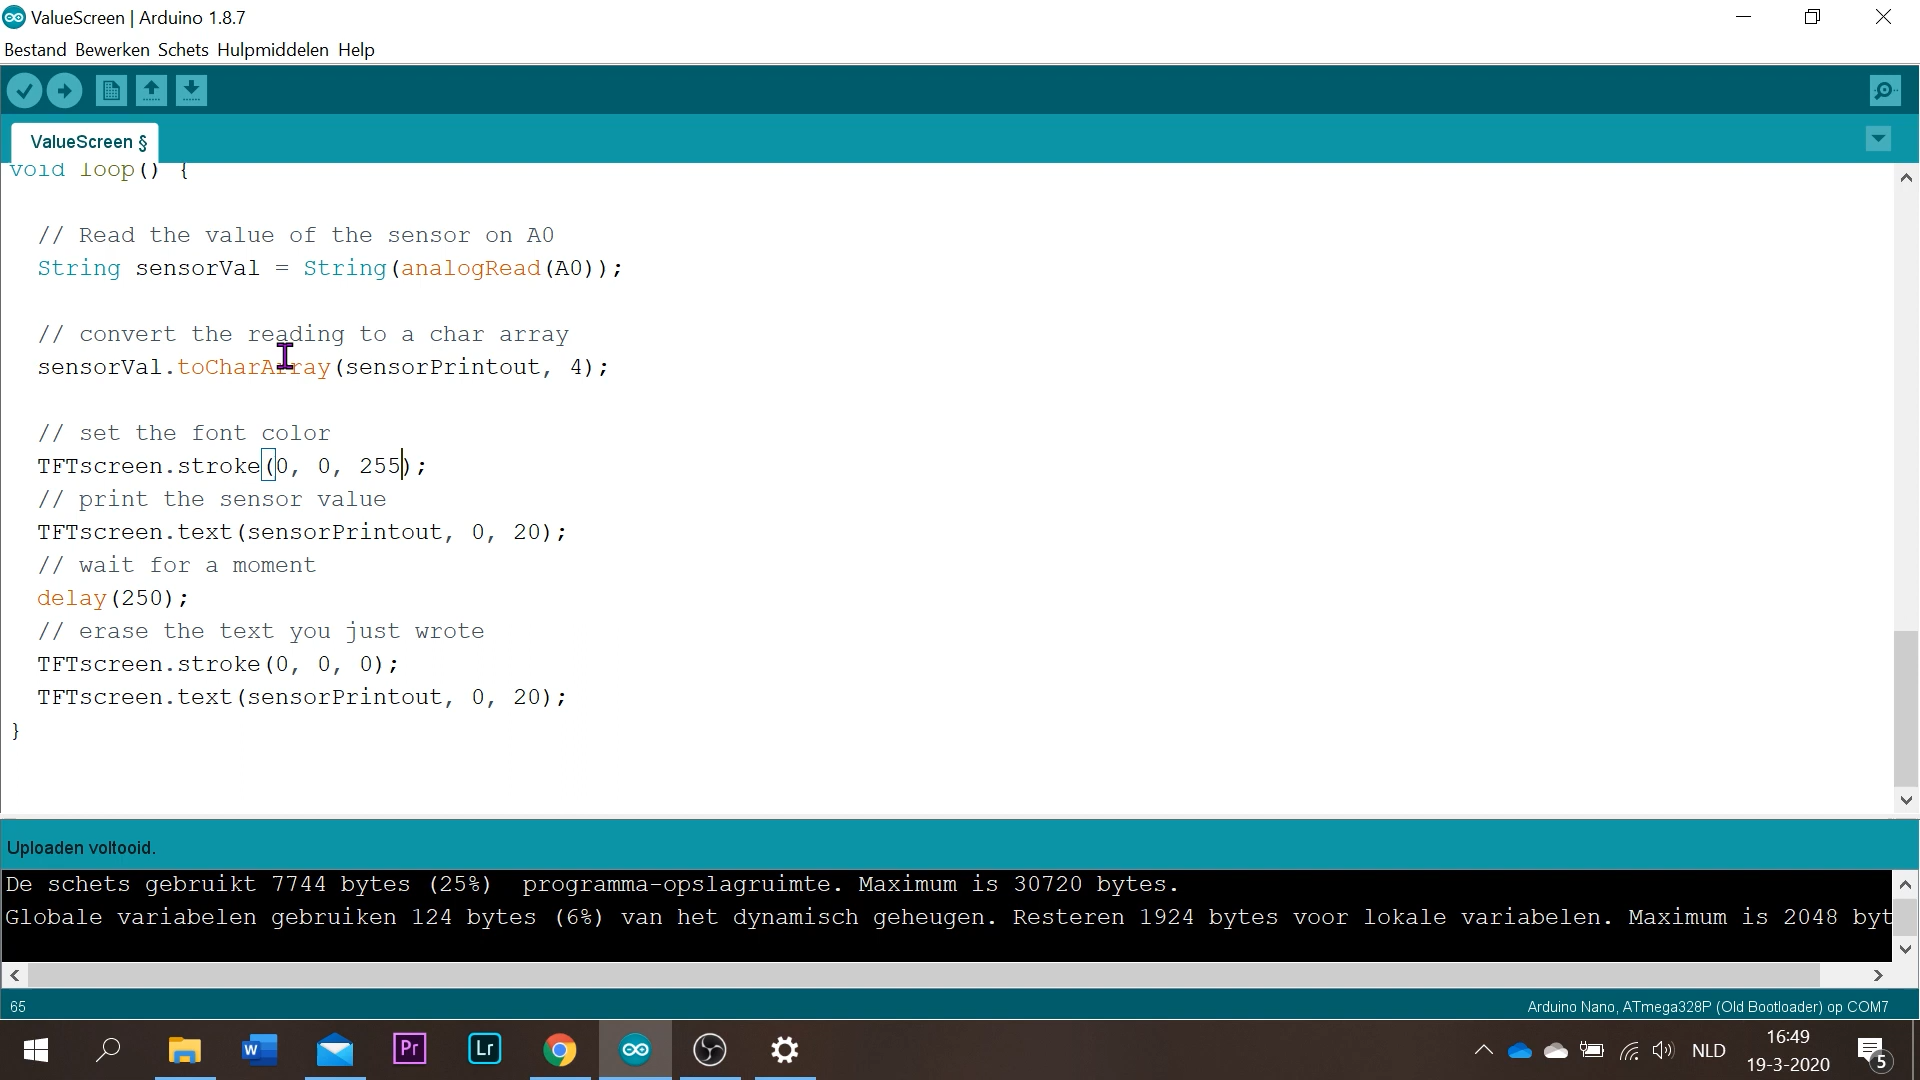 ValueScreen | Arduino 1.8.7
Bestand Bewerken Schets Hulpmiddelen Help
ValueScreen §
void loop() {
// Read the value of the sensor on A0
String sensorVal = String(analogRead(A0));
// convert the reading to a char array
sensorVal.toCharArray(sensorPrintout, 4);
// set the font color
TFTscreen.stroke(0, 0, 255);
// print the sensor value
TFTscreen.text(sensorPrintout, 0, 20);
// wait for a moment
delay(250);
// erase the text you just wrote
TFTscreen.stroke(0, 0, 0);
TFTscreen.text(sensorPrintout, 0, 20);
}
Uploaden voltooid.
De schets gebruikt 7744 bytes (25%)  programma-opslagruimte. Maximum is 30720 bytes.
Globale variabelen gebruiken 124 bytes (6%) van het dynamisch geheugen. Resteren 1924 bytes voor lokale variabelen. Maximum is 2048 byt
65
Arduino Nano, ATmega328P (Old Bootloader) op COM7
W
Pr
Lr
NLD
16:49
19-3-2020
5